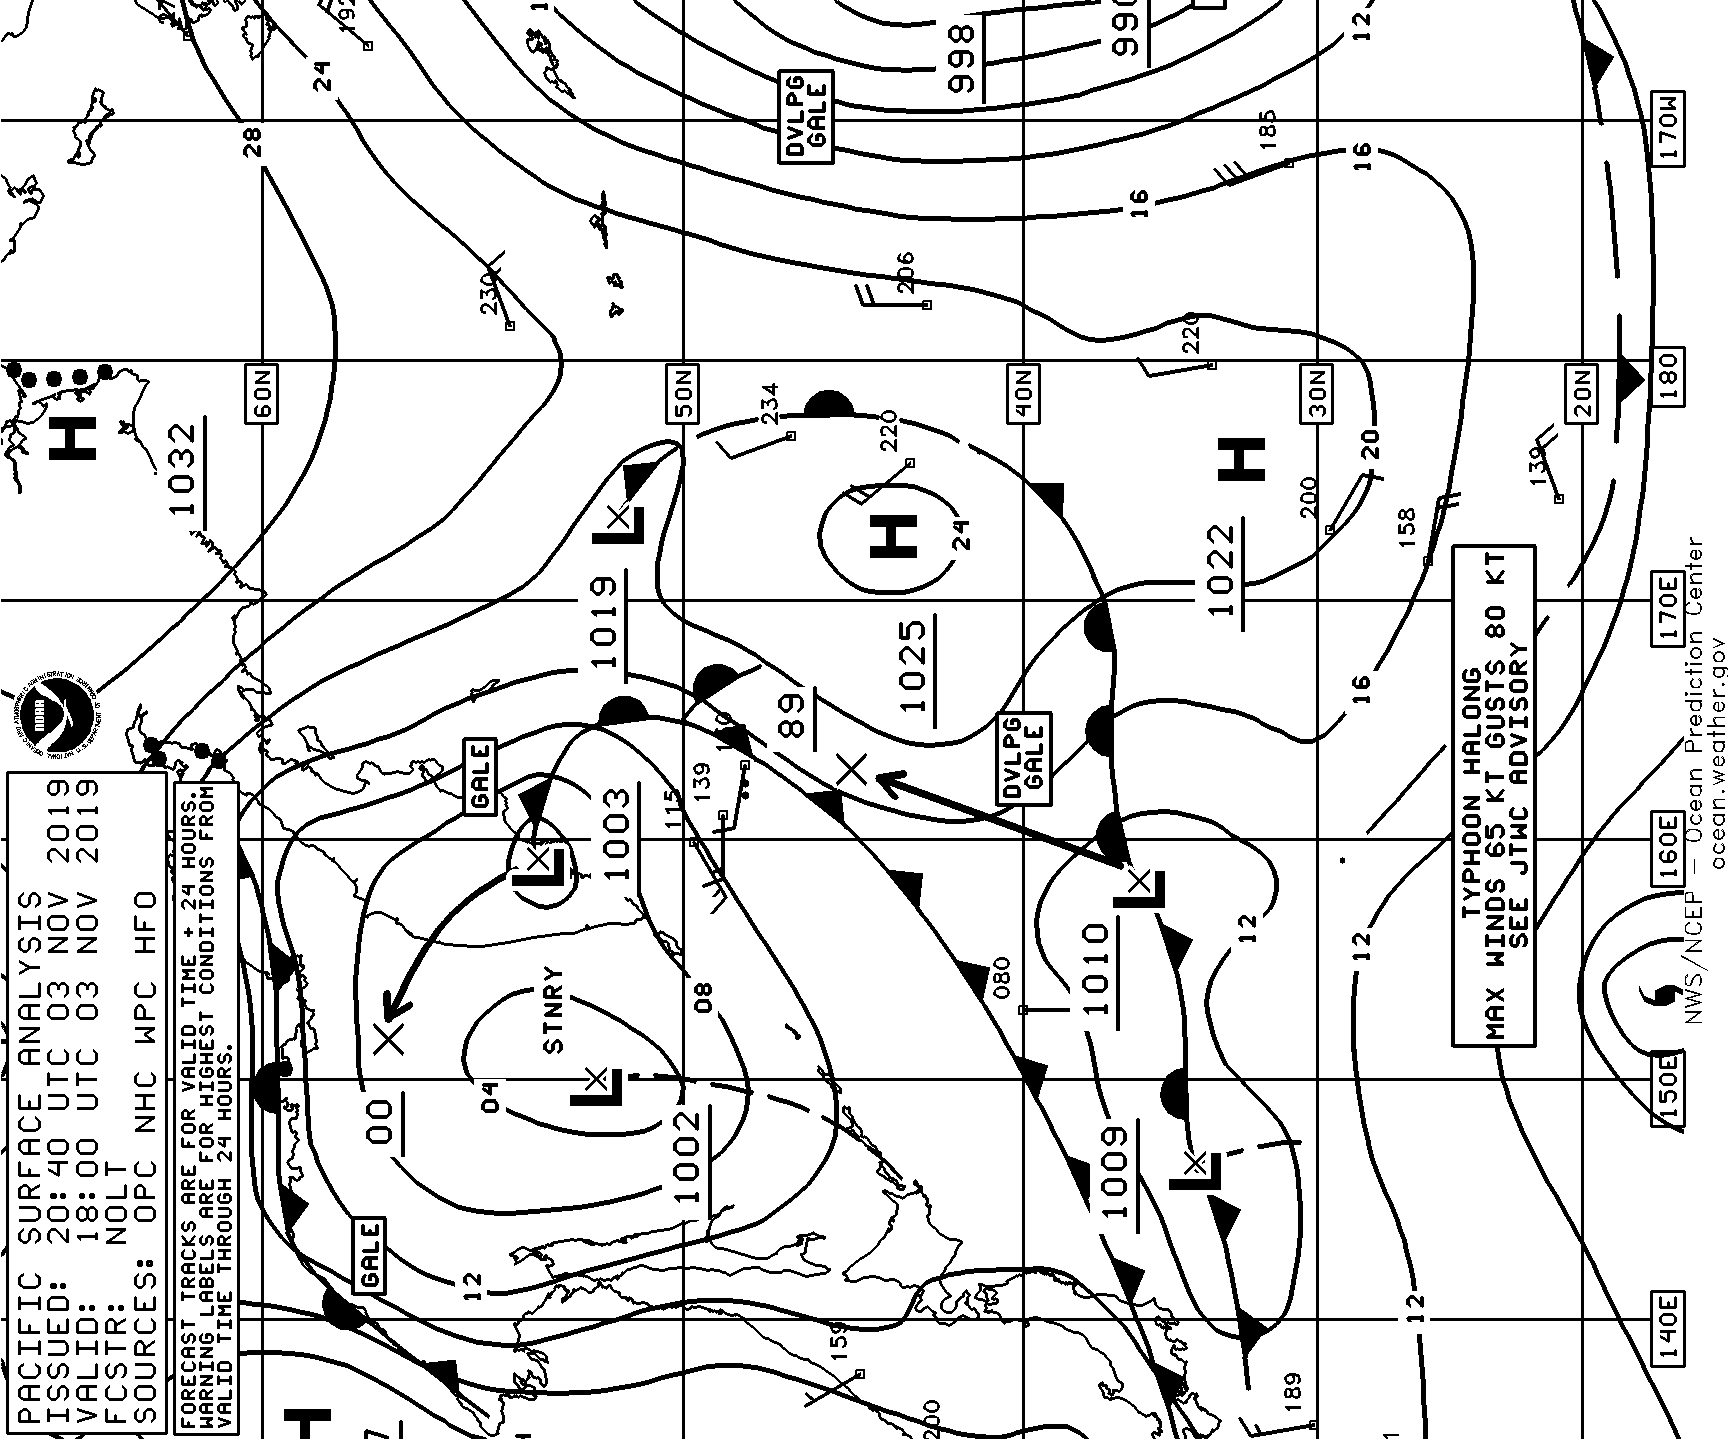 PACIFIC SURFACE ANALYSIS
ISSUED: 20:40 UTC 03 NOV 2019
VALID: 18:00 UTC 03 NOV 2019
FCSTR: NOLT
SOURCES: OPC NHC WPC HFO
FORECAST TRACKS ARE FOR VALID TIME + 24 HOURS.
WARNING LABELS ARE FOR HIGHEST CONDITIONS FROM
VALID TIME THROUGH 24 HOURS.
H
1032
60N
50N
40N
30N
20N
170W
180
170E
160E
150E
140E
28
24
192
230
206
220
185
16
16
12
998
990
DVLPG
GALE
234
220
H
24
1025
H
1022
20
200
158
139
16
L
1019
89
DVLPG
GALE
GALE
L
1003
115
139
STNRY
04
00
L
1002
08
080
L
1010
12
L
1009
12
12
12
GALE
159
200
189
H
TYPHOON HALONG
MAX WINDS 65 KT GUSTS 80 KT
SEE JTWC ADVISORY
NWS/NCEP – Ocean Prediction Center
ocean.weather.gov